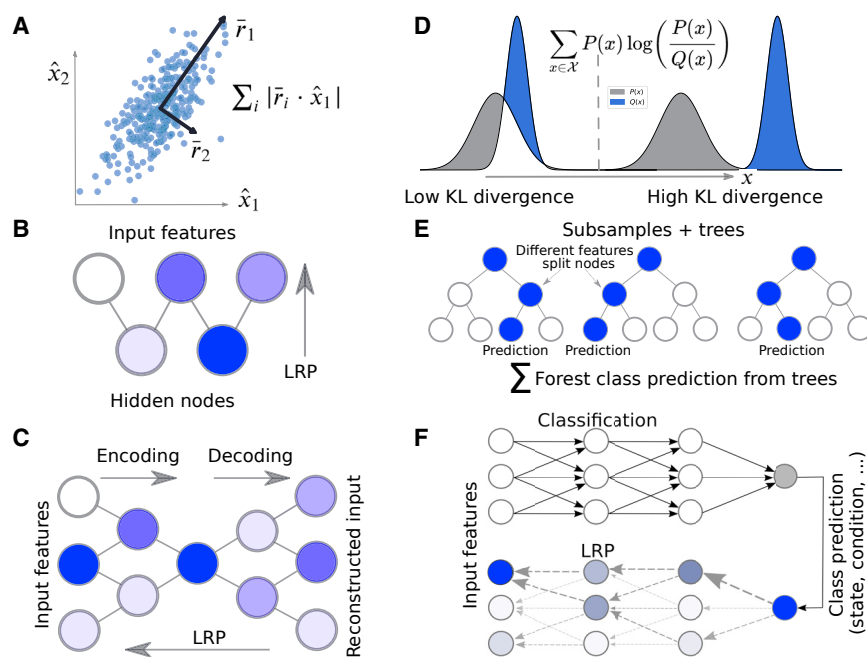 A
r̄₁
x̂₂
∑ᵢ |r̄ᵢ · x̂₁|
r̄₂
x̂₁
B
Input features
LRP
Hidden nodes
C
Encoding
Decoding
Input features
Reconstructed input
LRP
D
∑ₓ∈𝒳 P(x) log(P(x)/Q(x))
P(x)
Q(x)
x
Low KL divergence
High KL divergence
E
Subsamples + trees
Different features
split nodes
Prediction
Prediction
Prediction
∑ Forest class prediction from trees
F
Classification
Input features
LRP
Class prediction
(state, condition, ...)